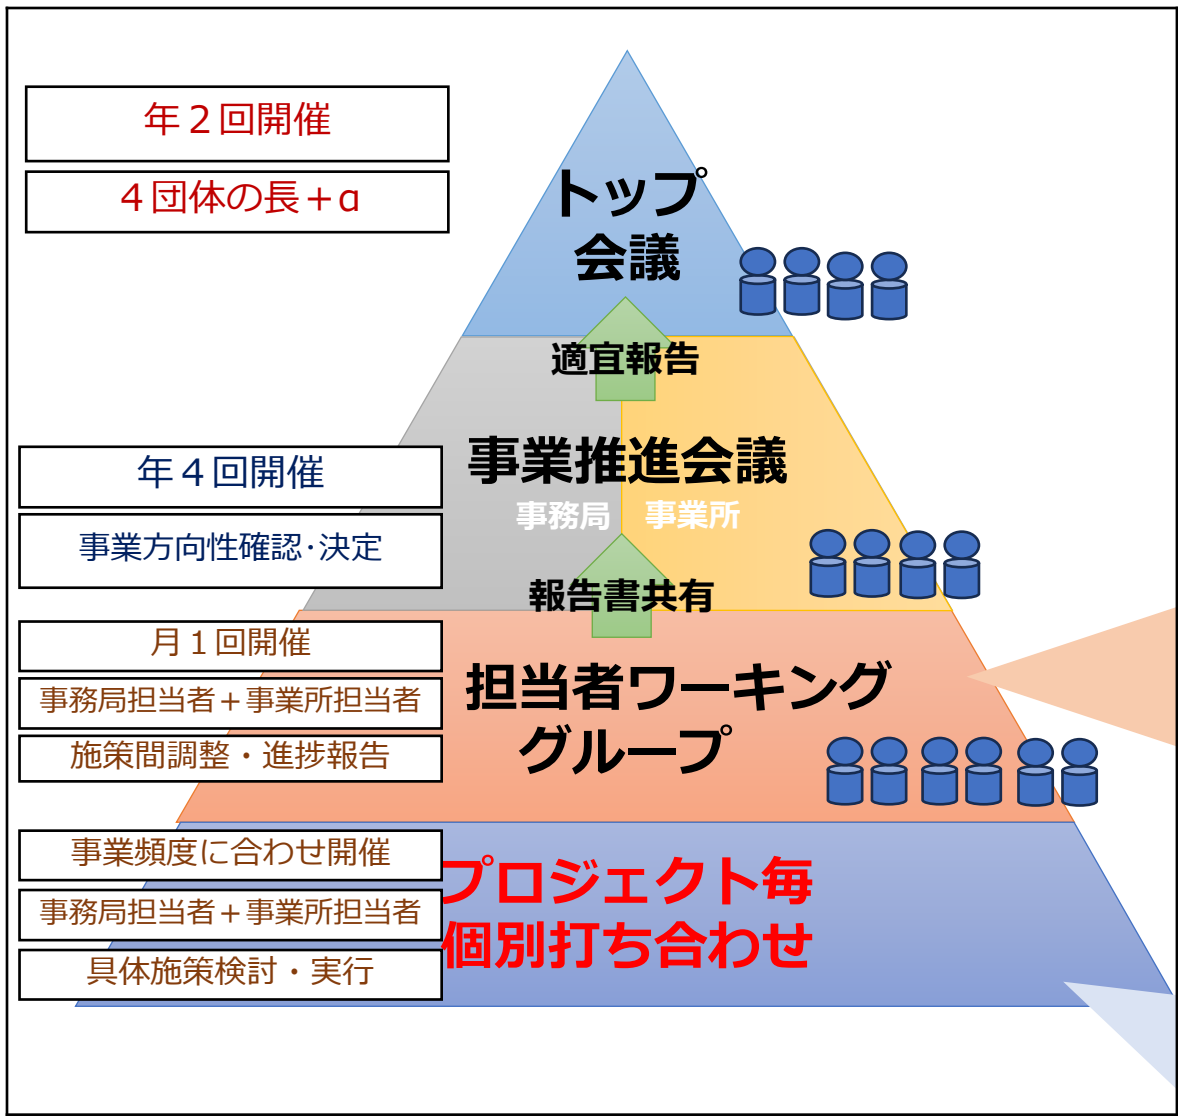 年２回開催
４団体の長＋α
トップ
会議
適宜報告
年４回開催
事業方向性確認･決定
事業推進会議
事務局 事業所
報告書共有
月１回開催
事務局担当者＋事業所担当者
施策間調整・進捗報告
担当者ワーキング
グループ
事業頻度に合わせ開催
事務局担当者＋事業所担当者
具体施策検討・実行
プロジェクト毎
個別打ち合わせ